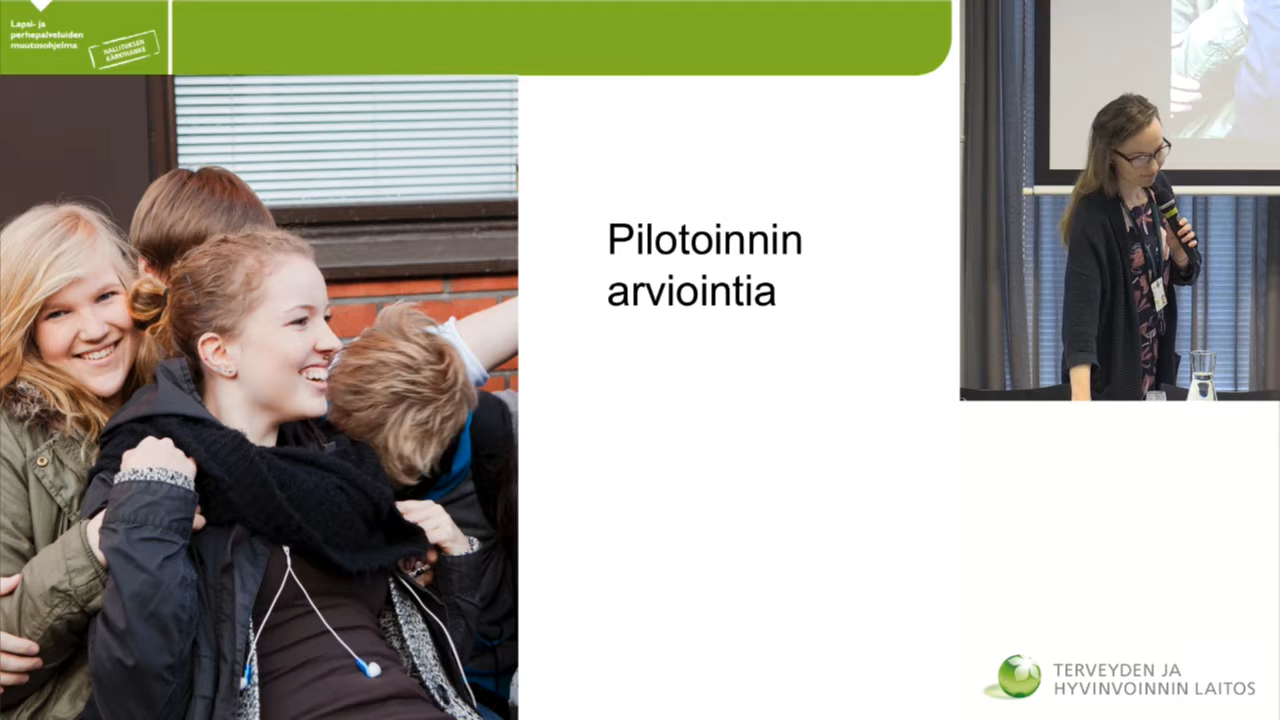 Lapsi- ja
perhepalveluiden
muutosohjelma
HALLITUKSEN
KÄRKIHANKE
Pilotoinnin
arviointia
TERVEYDEN JA
HYVINVOINNIN LAITOS